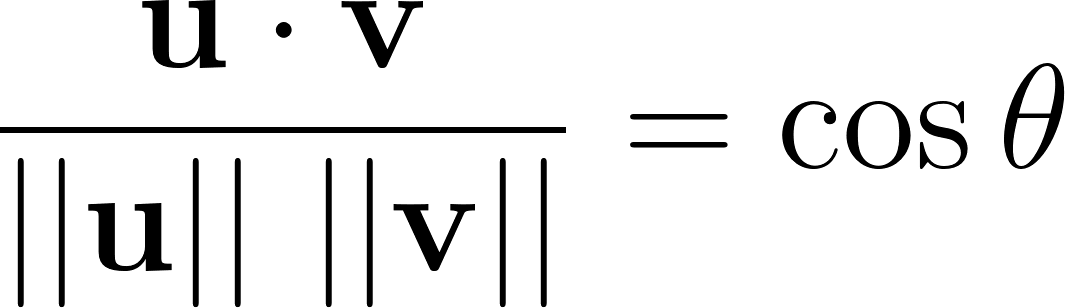 u · v
|| u || || v || = cos θ